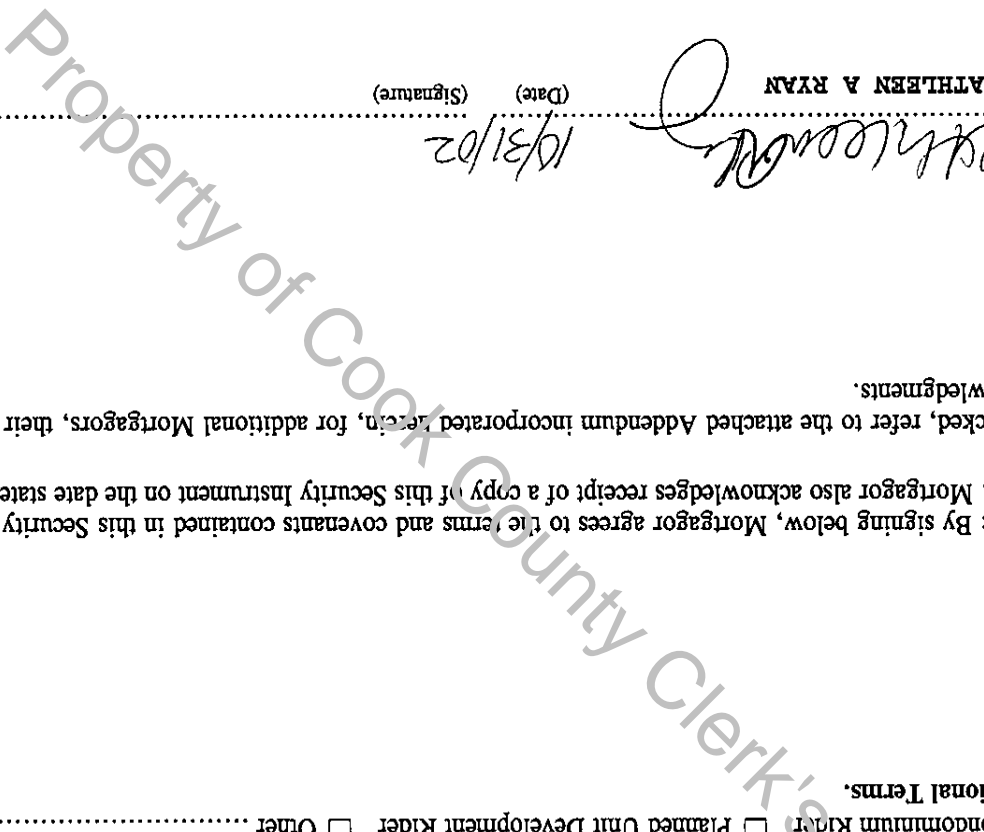 ondominium Rider □ Planned Unit Development Rider □ Other ........
ional Terms.
: By signing below, Mortgagor agrees to the terms and covenants contained in this Security
. Mortgagor also acknowledges receipt of a copy of this Security Instrument on the date state
cked, refer to the attached Addendum incorporated herein, for additional Mortgagors, their
wledgments.
10/31/02
ATHLEEN A RYAN (Date) (Signature)
Property of Cook County Clerk's